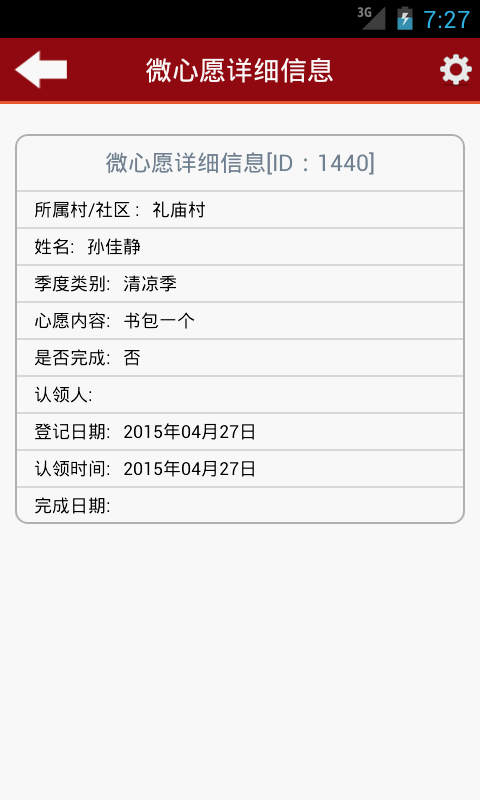 3G 7:27
微心愿详细信息
微心愿详细信息[ID：1440]
所属村/社区： 礼庙村
姓名: 孙佳静
季度类别: 清凉季
心愿内容: 书包一个
是否完成: 否
认领人:
登记日期: 2015年04月27日
认领时间: 2015年04月27日
完成日期: